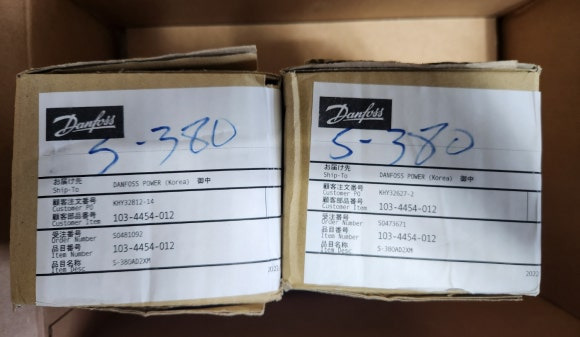 Danfoss
S-380
お届け先
Ship-To
DANFOSS POWER (Korea) 御中
顧客注文番号
Customer PO
KHY32812-14
顧客部品番号
Customer Item
103-4454-012
受注番号
Order Number
SO481092
品目番号
Item Number
103-4454-012
品目名称
Item Desc
S-380AD2XM
Danfoss
S-380
お届け先
Ship-To
DANFOSS POWER (Korea) 御中
顧客注文番号
Customer PO
KHY32627-2
顧客部品番号
Customer Item
103-4454-012
受注番号
Order Number
SO473671
品目番号
Item Number
103-4454-012
品目名称
Item Desc
S-380AD2XM